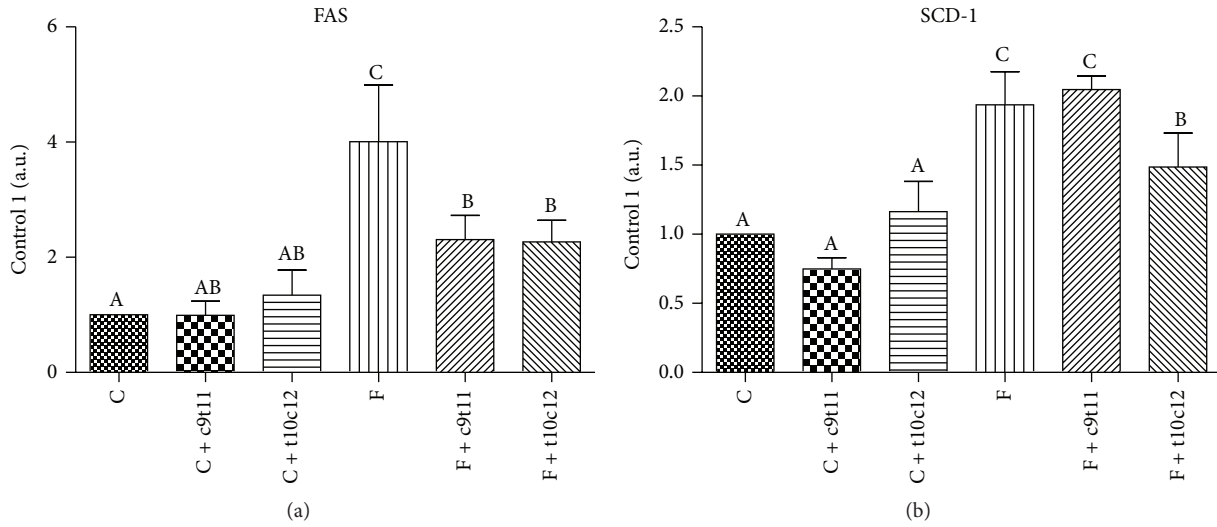 FAS
Control 1 (a.u.)
6
4
2
0
A
AB
AB
C
B
B
C
C + c9t11
C + t10c12
F
F + c9t11
F + t10c12
(a)
SCD-1
Control 1 (a.u.)
2.5
2.0
1.5
1.0
0.5
0.0
A
A
A
C
C
B
C
C + c9t11
C + t10c12
F
F + c9t11
F + t10c12
(b)